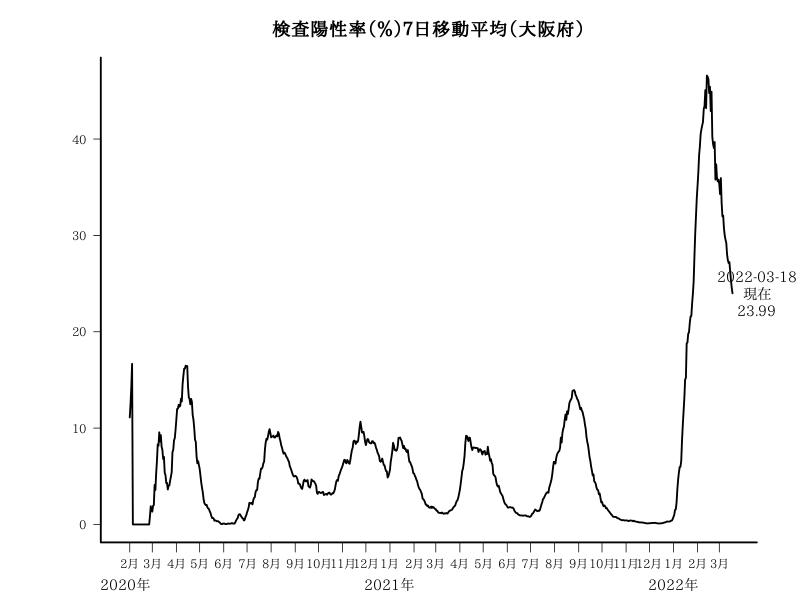 検査陽性率(%)7日移動平均(大阪府)
40
30
20
10
0
2022-03-18
現在
23.99
2月 3月 4月 5月 6月 7月 8月 9月 10月 11月 12月 1月 2月 3月 4月 5月 6月 7月 8月 9月 10月 11月 12月 1月 2月 3月
2020年 2021年 2022年